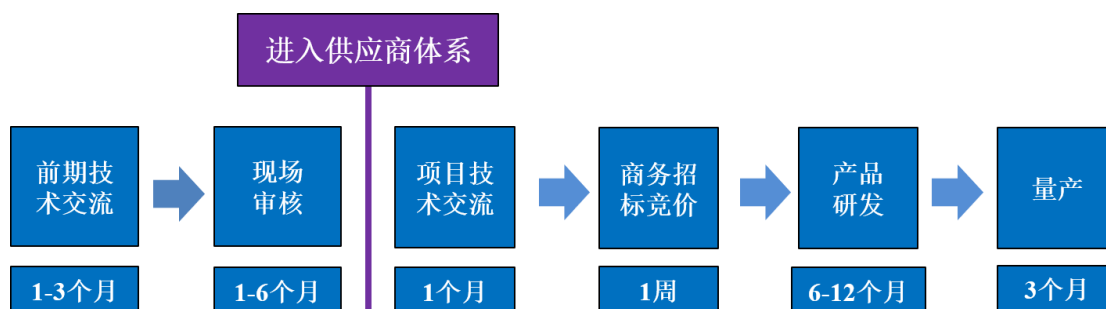 进入供应商体系
前期技
术交流
现场
审核
项目技
术交流
商务招
标竞价
产品
研发
量产
1-3个月
1-6个月
1个月
1周
6-12个月
3个月